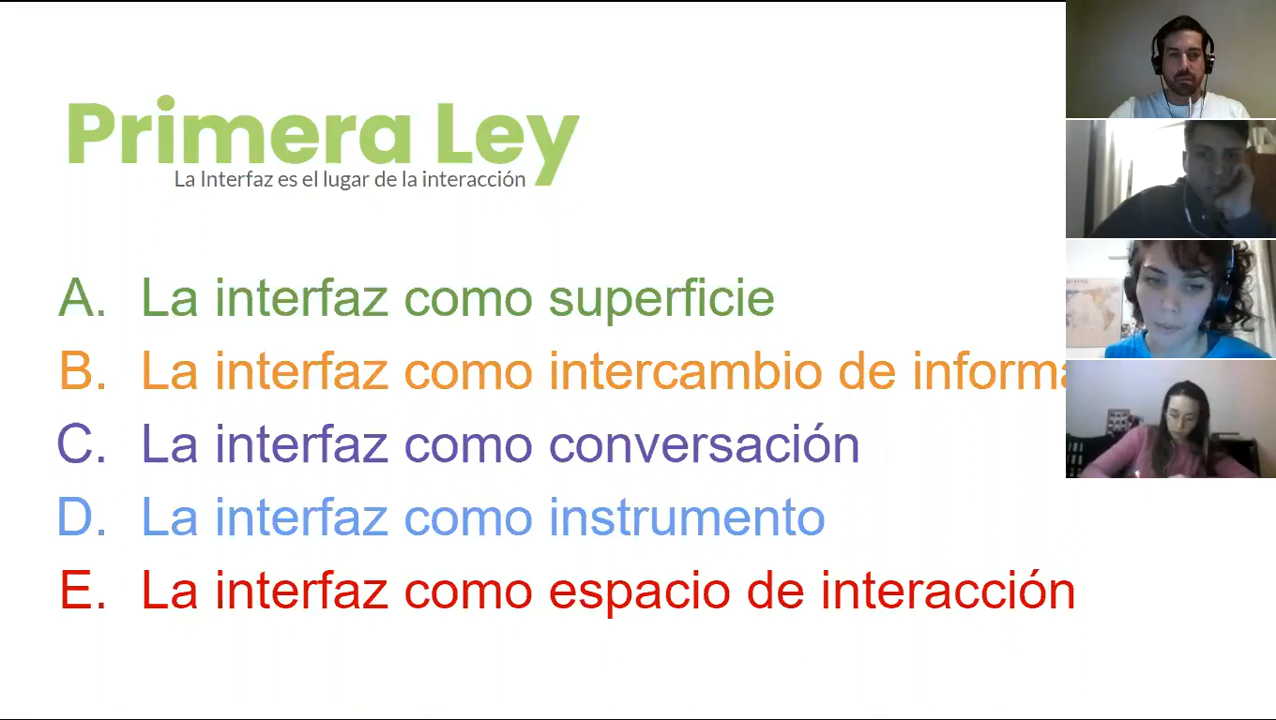 Primera Ley
La Interfaz es el lugar de la interacción
A. La interfaz como superficie
B. La interfaz como intercambio de informa
C. La interfaz como conversación
D. La interfaz como instrumento
E. La interfaz como espacio de interacción